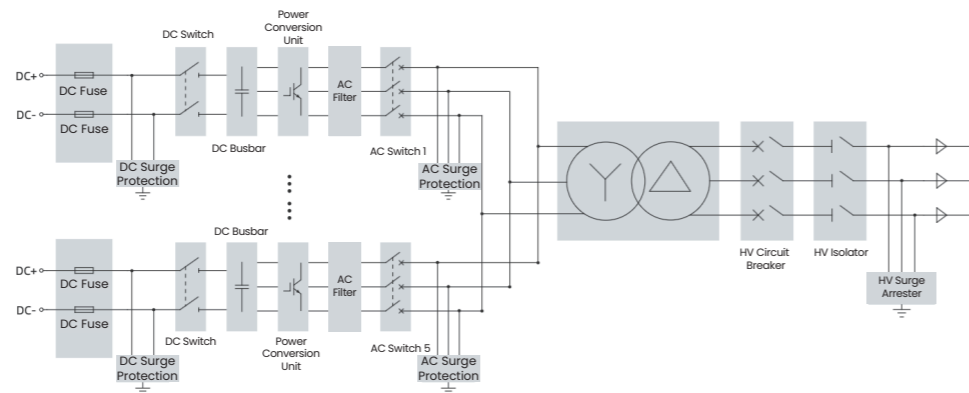 Power
Conversion
Unit
DC Switch
DC+
DC Fuse
AC
Filter
DC-
DC Fuse
DC Busbar
AC Switch 1
DC Surge
Protection
AC Surge
Protection
DC Busbar
HV Circuit
Breaker
HV Isolator
DC+
DC Fuse
AC
Filter
HV Surge
Arrester
DC-
DC Fuse
DC Switch
Power
Conversion
Unit
AC Switch 5
DC Surge
Protection
AC Surge
Protection